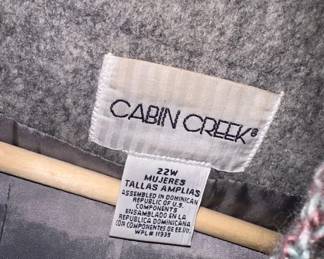 CABIN CREEK®
22W
MUJERES
TALLAS AMPLIAS
ASSEMBLED IN DOMINICAN
REPUBLIC OF U.S.
COMPONENTS
ENSAMBLADO EN LA
REPUBLICA DOMINICANA
CON COMPONENTES DE EE.UU.
WPL# 11935